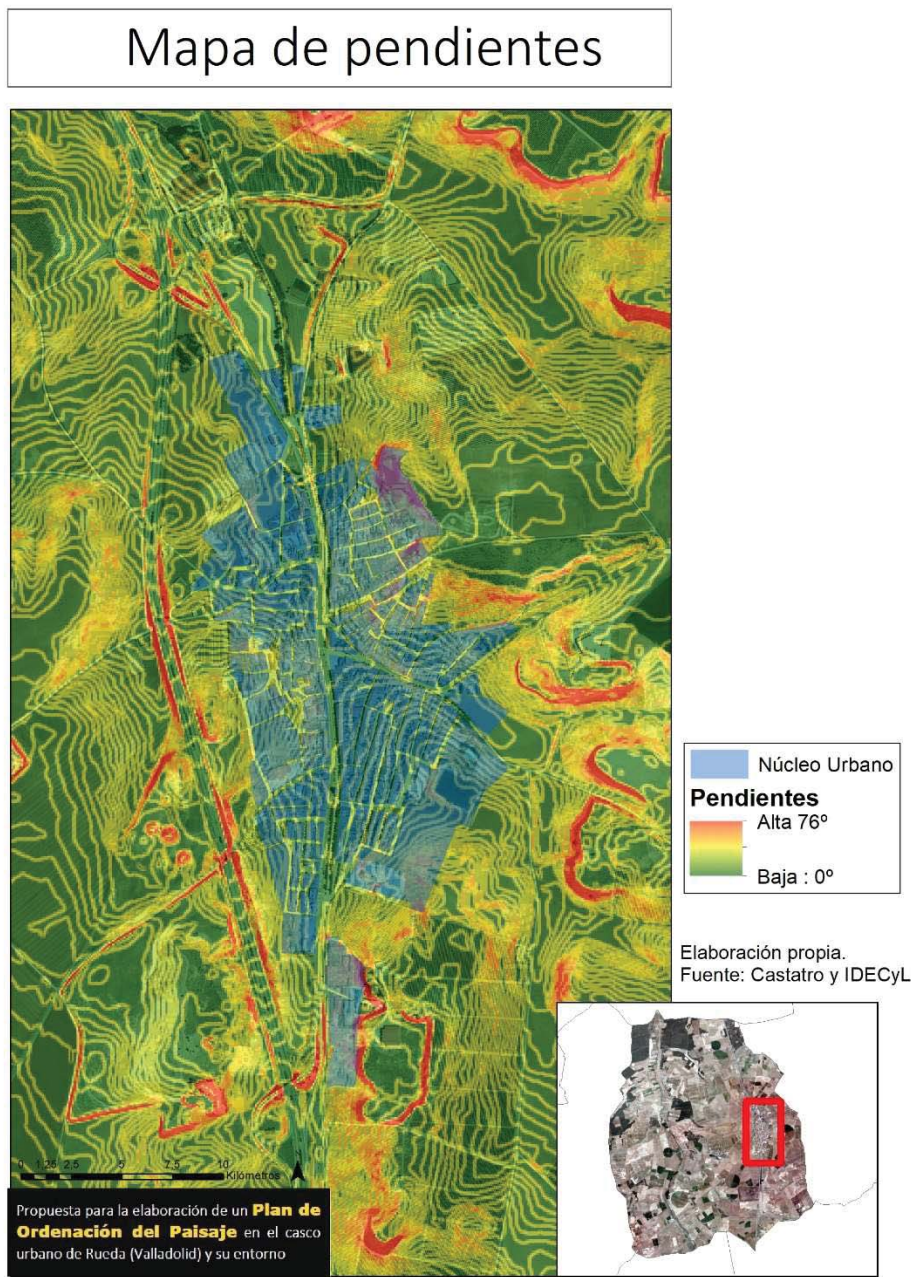 Mapa de pendientes
Núcleo Urbano
Pendientes
Alta 76º
Baja : 0º
Elaboración propia.
Fuente: Castatro y IDECyL
0 1,25 2,5 5 7,5 10
Kilómetros
Propuesta para la elaboración de un Plan de
Ordenación del Paisaje en el casco
urbano de Rueda (Valladolid) y su entorno